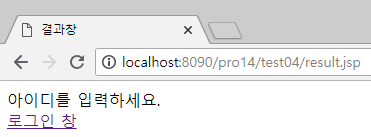 결과창
localhost:8090/pro14/test04/result.jsp
아이디를 입력하세요.
로그인 창